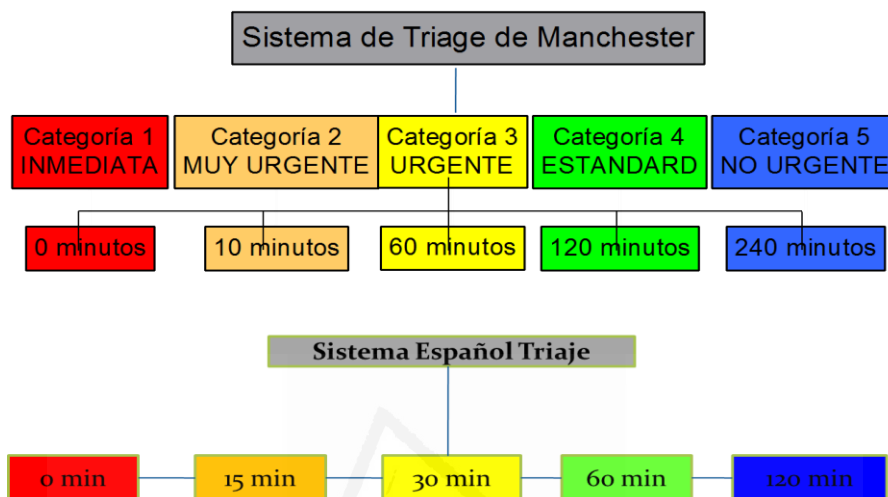 Sistema de Triage de Manchester
Categoría 1
INMEDIATA
Categoría 2
MUY URGENTE
Categoría 3
URGENTE
Categoría 4
ESTANDARD
Categoría 5
NO URGENTE
0 minutos
10 minutos
60 minutos
120 minutos
240 minutos
Sistema Español Triaje
0 min
15 min
30 min
60 min
120 min